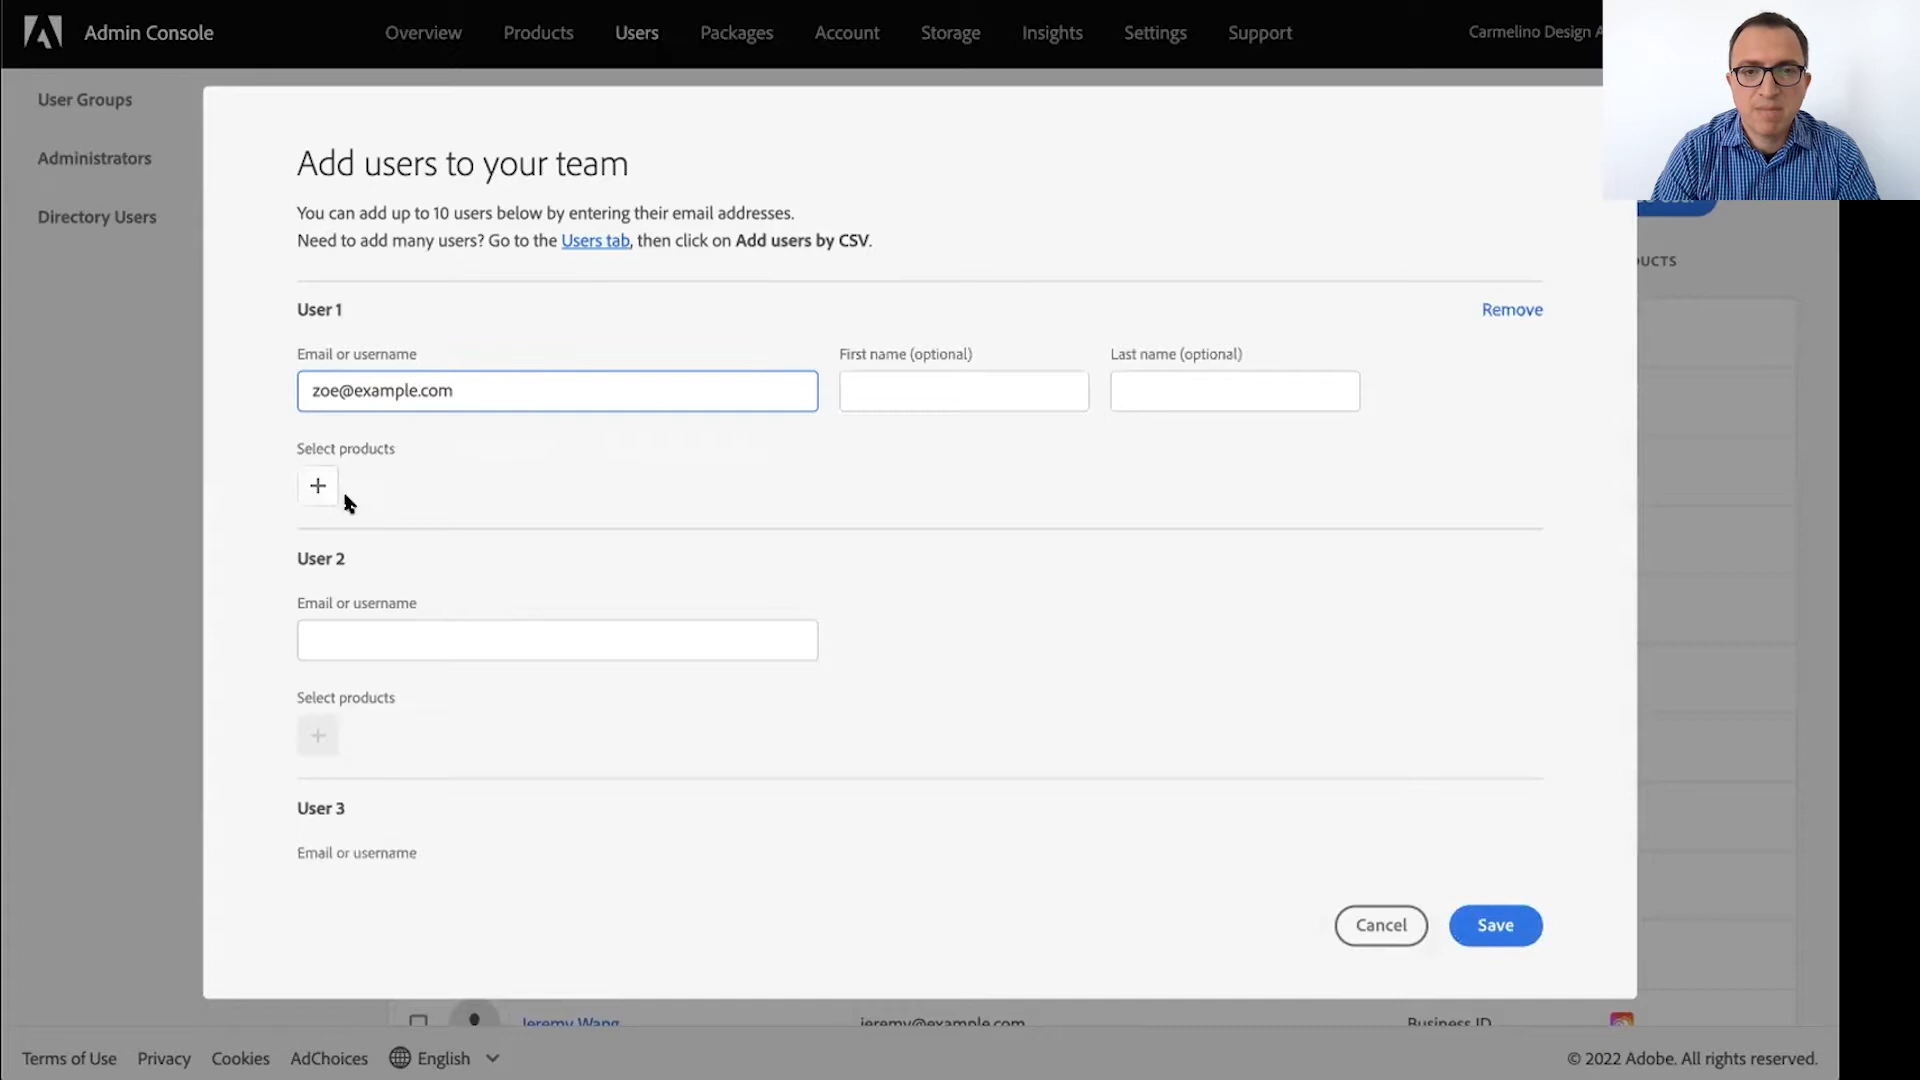 Admin Console
Overview
Products
Users
Packages
Account
Storage
Insights
Settings
Support
Carmelino Design
User Groups
Administrators
Directory Users
Add users to your team
You can add up to 10 users below by entering their email addresses.
Need to add many users? Go to the Users tab, then click on Add users by CSV.
UCTS
User 1
Remove
Email or username
First name (optional)
Last name (optional)
zoe@example.com
Select products
User 2
Email or username
Select products
User 3
Email or username
Cancel
Save
Jeremy Wang
jeremy@example.com
Business ID
Terms of Use
Privacy
Cookies
AdChoices
English
© 2022 Adobe. All rights reserved.